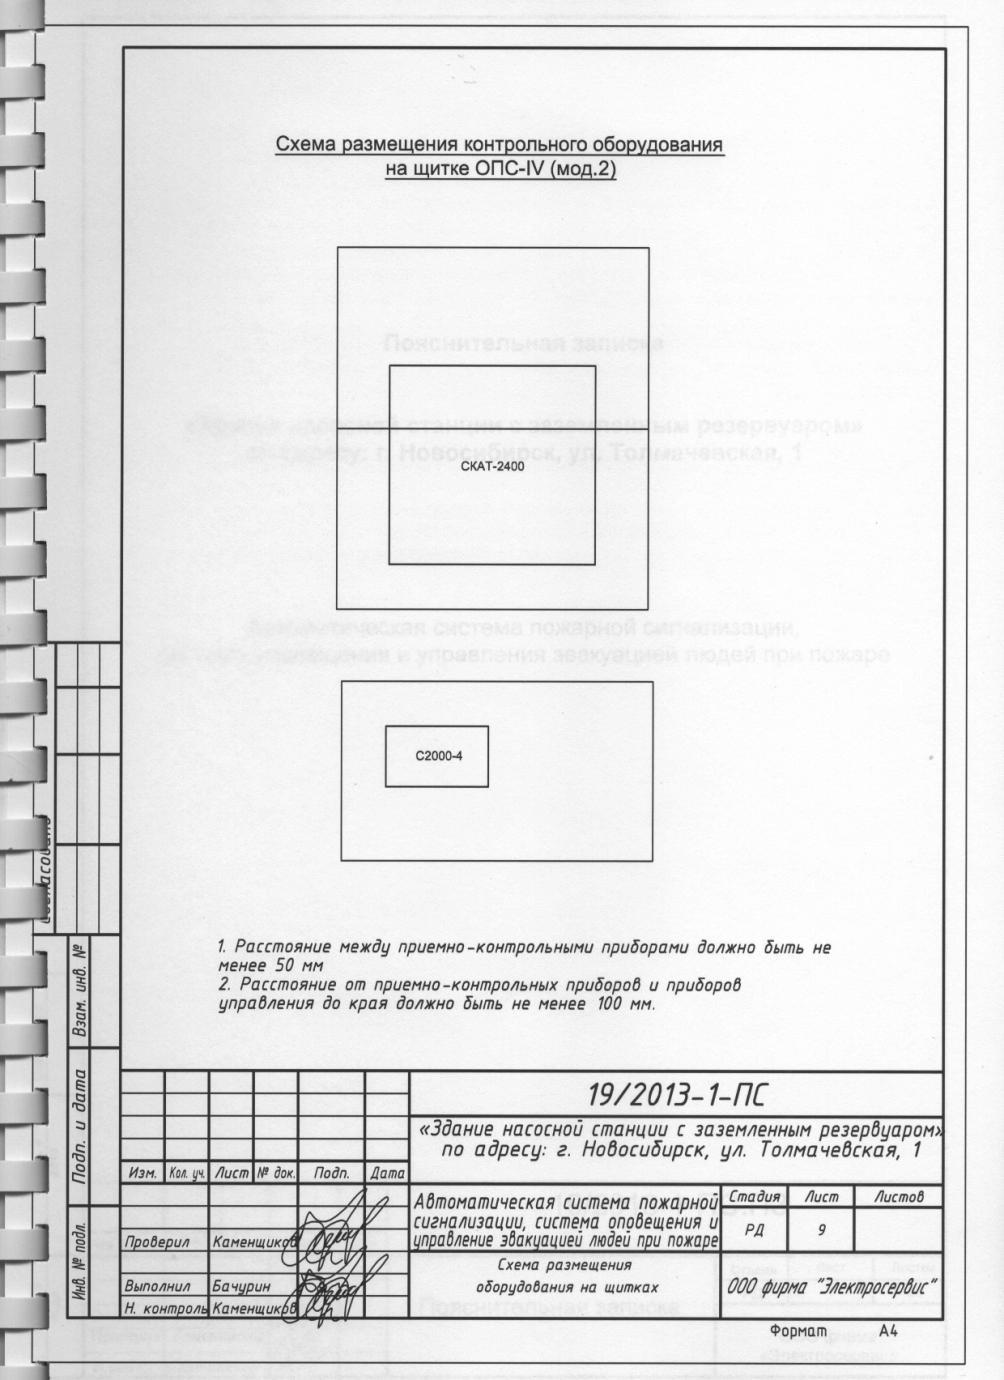 Схема размещения контрольного оборудования
на щитке ОПС-IV (мод.2)
Пояснительная записка
СКАТ-2400
С2000-4
1. Расстояние между приемно-контрольными приборами должно быть не
менее 50 мм
2. Расстояние от приемно-контрольных приборов и приборов
управления до края должно быть не менее 100 мм.
Согласовано
Взам. инв. №
Подп. и дата
Инв. № подл.
19/2013-1-ПС
«Здание насосной станции с заземленным резервуаром»
по адресу: г. Новосибирск, ул. Толмачевская, 1
Изм. Кол. уч. Лист № док. Подп. Дата
Автоматическая система пожарной
сигнализации, система оповещения и
управление эвакуацией людей при пожаре
Стадия Лист Листов
РД 9
Проверил Каменщиков
Выполнил Бачурин
Н. контроль Каменщиков
Схема размещения
оборудования на щитках
ООО фирма "Электросервис"
Формат А4